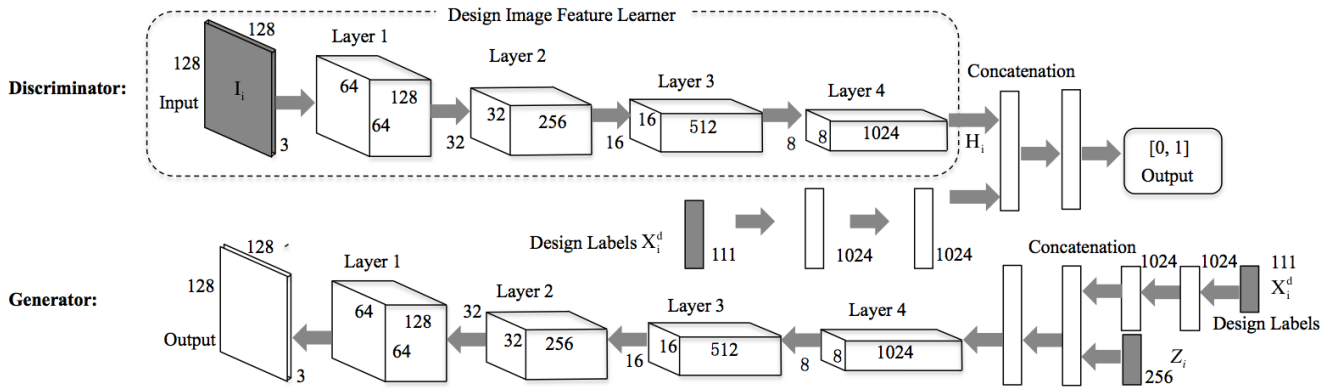 Design Image Feature Learner
Discriminator:
128
128
Input
I_i
3
Layer 1
64
128
64
Layer 2
32
32
256
Layer 3
16
16
512
Layer 4
8
8
1024
H_i
Concatenation
[0, 1]
Output
Design Labels X_i^d
111
1024
1024
Generator:
128
128
Output
3
Layer 1
64
128
64
Layer 2
32
32
256
Layer 3
16
16
512
Layer 4
8
8
1024
Concatenation
1024
1024
111
X_i^d
Design Labels
Z_i
256